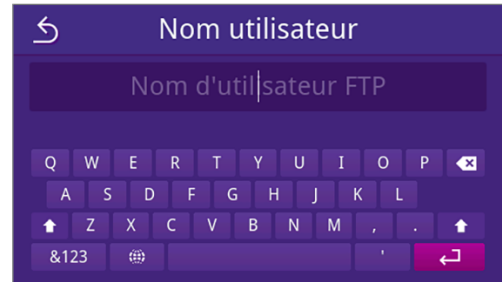 Nom utilisateur
Nom d'utilisateur FTP
Q W E R T Y U I O P
A S D F G H J K L
Z X C V B N M , .
&123 '